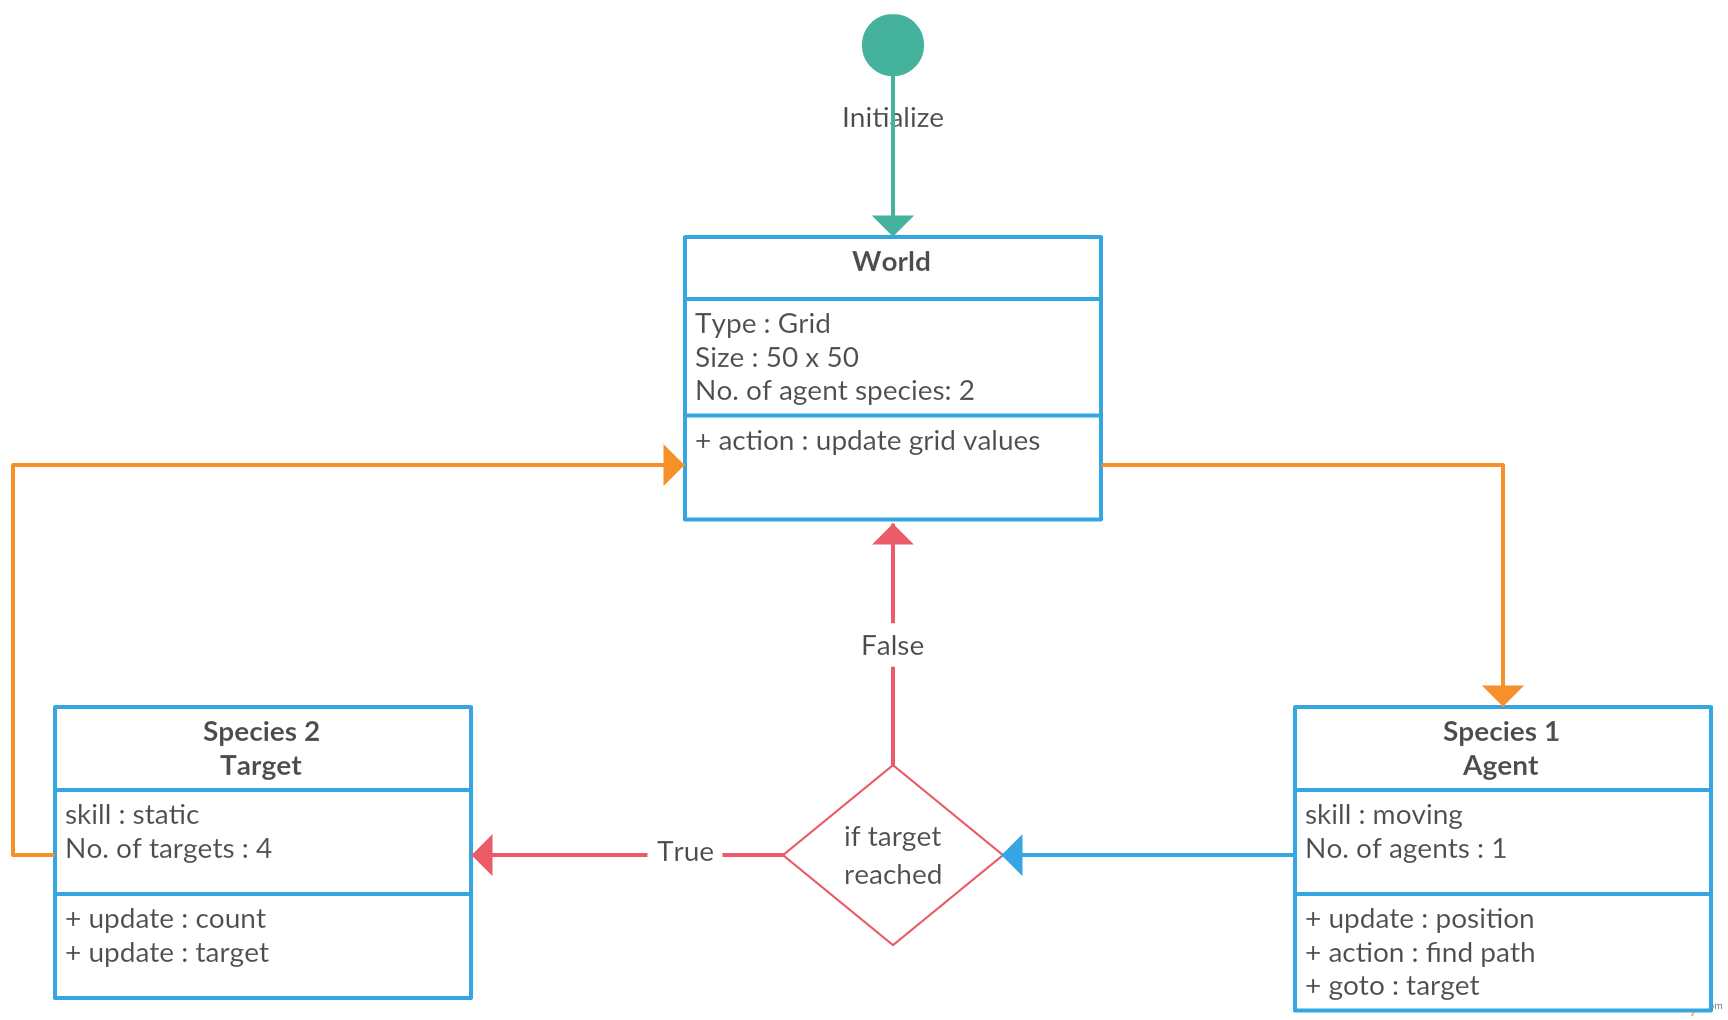 Initialize
World
Type : Grid
Size : 50 x 50
No. of agent species: 2
+ action : update grid values
False
Species 2
Target
skill : static
No. of targets : 4
+ update : count
+ update : target
True
if target
reached
Species 1
Agent
skill : moving
No. of agents : 1
+ update : position
+ action : find path
+ goto : target